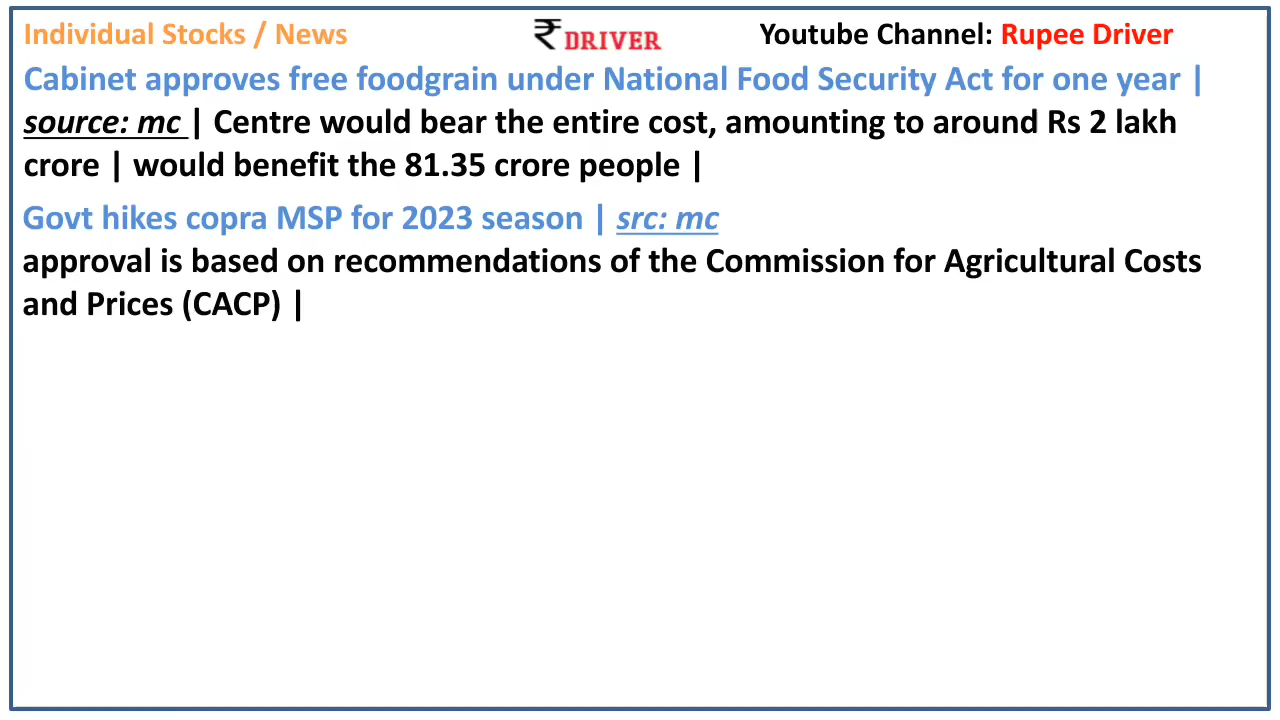 Individual Stocks / News
₹ DRIVER
Youtube Channel: Rupee Driver
Cabinet approves free foodgrain under National Food Security Act for one year |
source: mc | Centre would bear the entire cost, amounting to around Rs 2 lakh
crore | would benefit the 81.35 crore people |
Govt hikes copra MSP for 2023 season | src: mc
approval is based on recommendations of the Commission for Agricultural Costs
and Prices (CACP) |